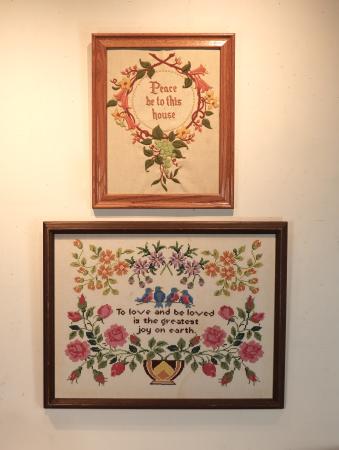 Peace
be to this
house
To love and be loved
is the greatest
joy on earth.